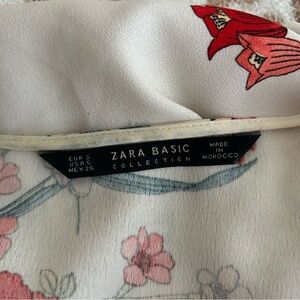 EUR S
USA S
MEX 26
ZARA BASIC
COLLECTION
MADE
IN
MOROCCO